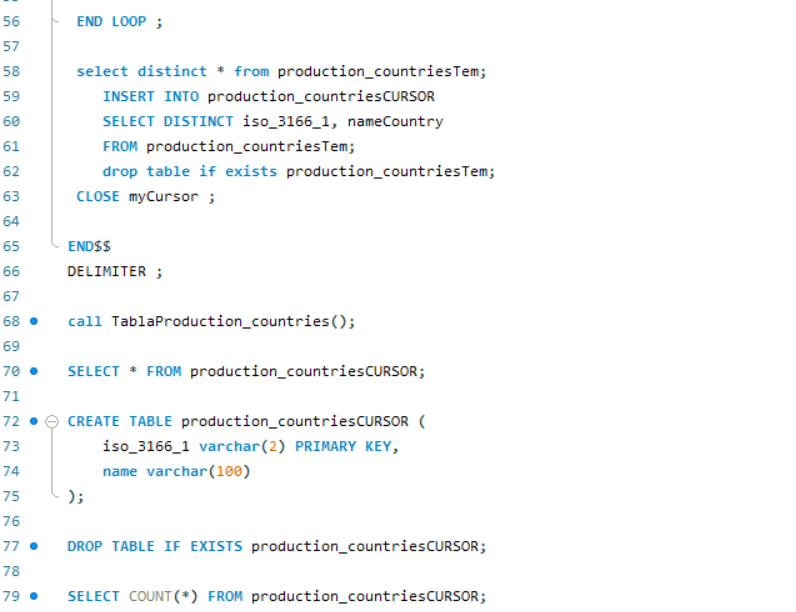 56 END LOOP ;
57
58 select distinct * from production_countriesTem;
59 INSERT INTO production_countriesCURSOR
60 SELECT DISTINCT iso_3166_1, nameCountry
61 FROM production_countriesTem;
62 drop table if exists production_countriesTem;
63 CLOSE myCursor ;
64
65 END$$
66 DELIMITER ;
67
68 call TablaProduction_countries();
69
70 SELECT * FROM production_countriesCURSOR;
71
72 CREATE TABLE production_countriesCURSOR (
73 iso_3166_1 varchar(2) PRIMARY KEY,
74 name varchar(100)
75 );
76
77 DROP TABLE IF EXISTS production_countriesCURSOR;
78
79 SELECT COUNT(*) FROM production_countriesCURSOR;